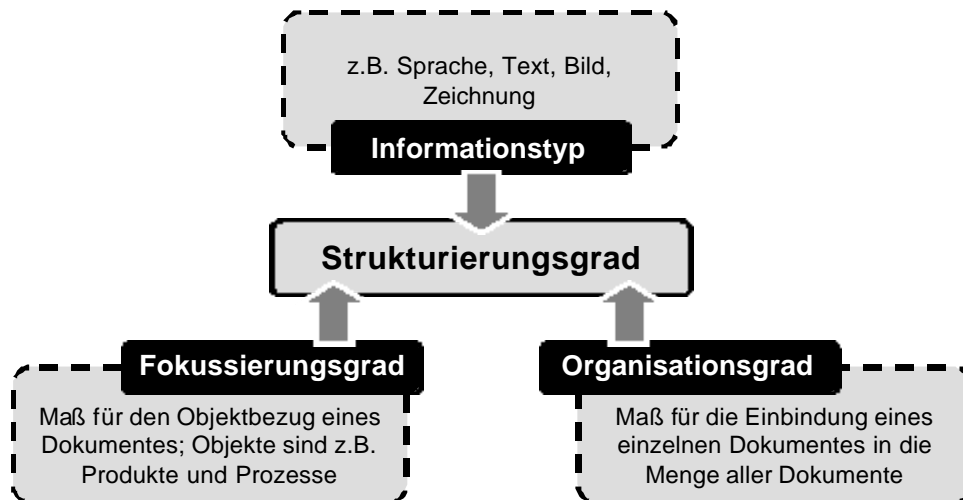 z.B. Sprache, Text, Bild,
Zeichnung
Informationstyp
Strukturierungsgrad
Fokussierungsgrad
Maß für den Objektbezug eines
Dokumentes; Objekte sind z.B.
Produkte und Prozesse
Organisationsgrad
Maß für die Einbindung eines
einzelnen Dokumentes in die
Menge aller Dokumente